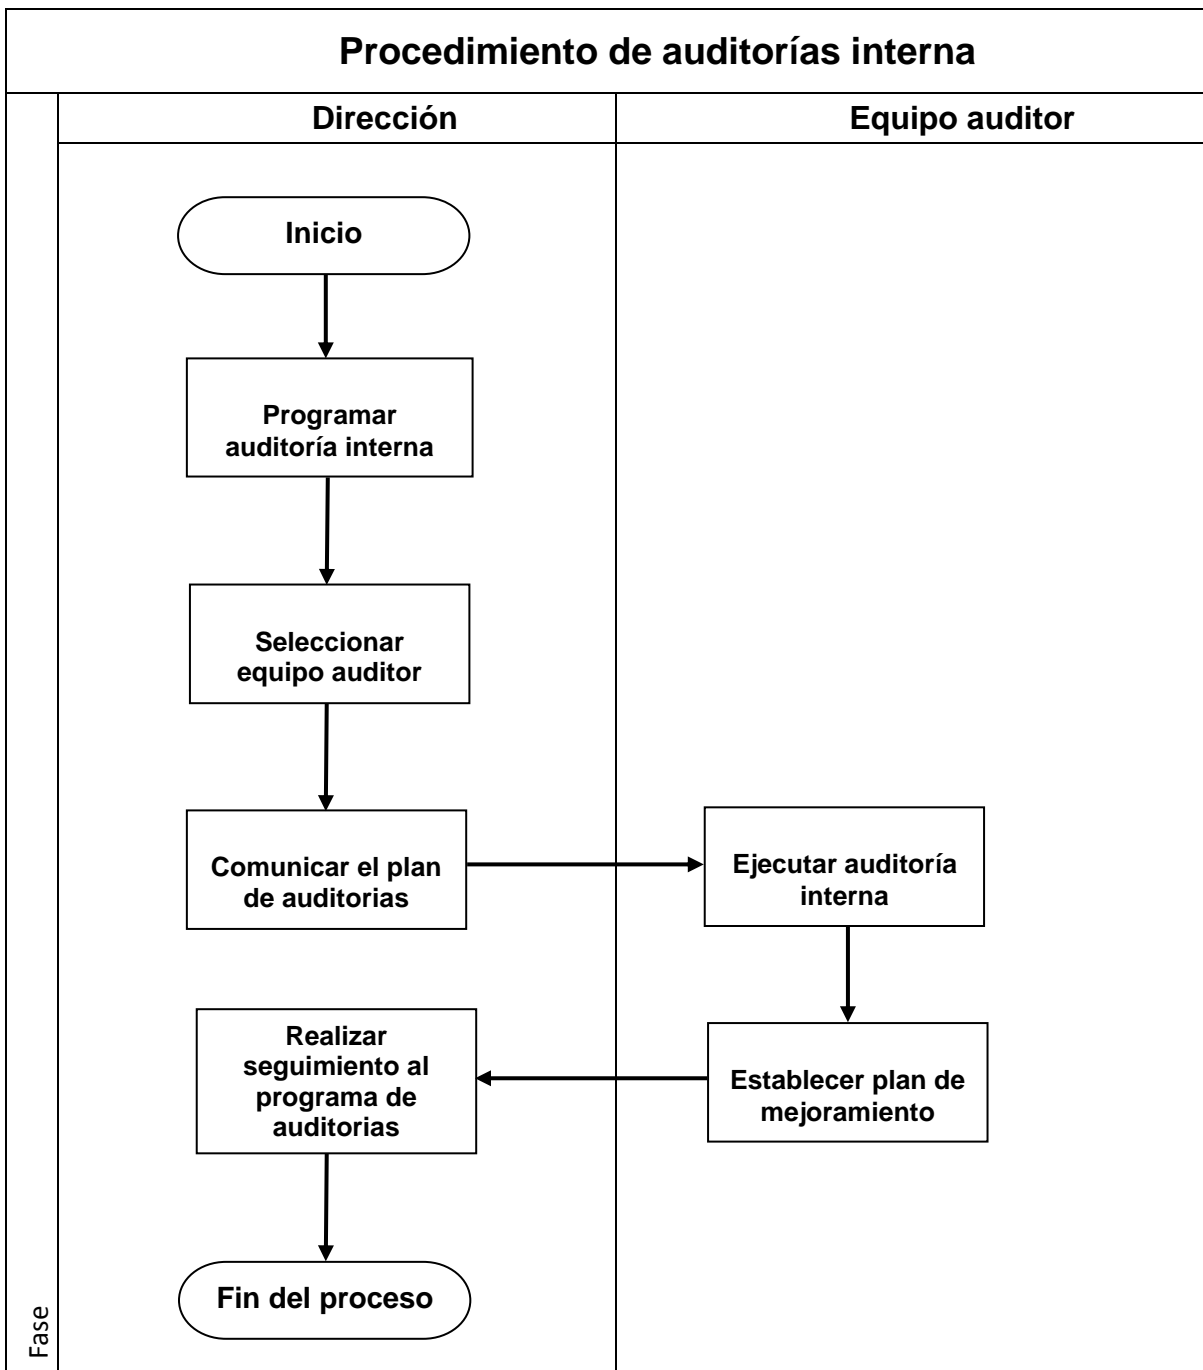 Procedimiento de auditorías interna
Dirección
Equipo auditor
Inicio
Programar
auditoría interna
Seleccionar
equipo auditor
Comunicar el plan
de auditorias
Ejecutar auditoría
interna
Establecer plan de
mejoramiento
Realizar
seguimiento al
programa de
auditorias
Fin del proceso
Fase